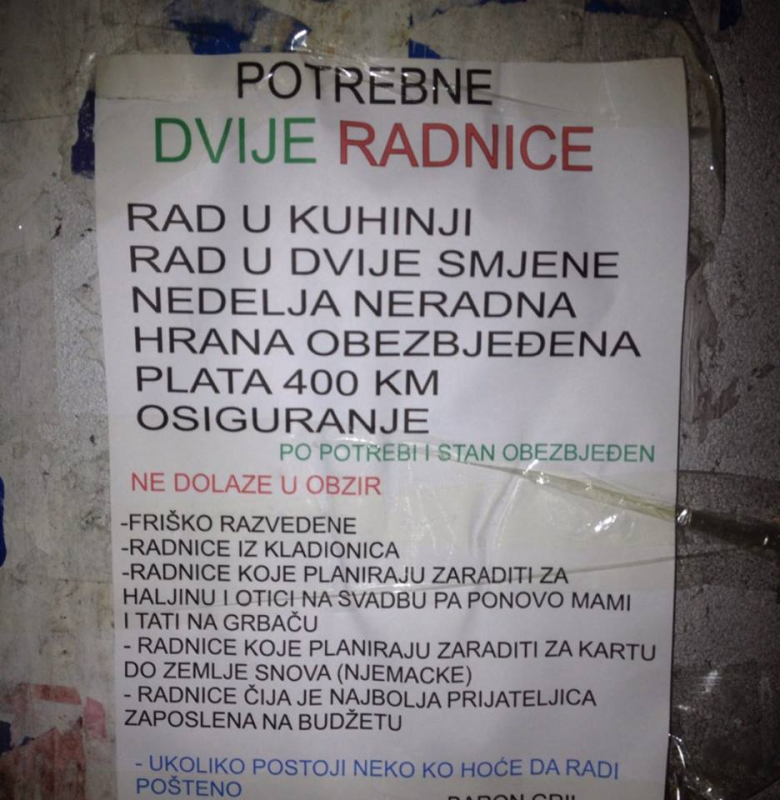 POTREBNE
DVIJE RADNICE
RAD U KUHINJI
RAD U DVIJE SMJENE
NEDELJA NERADNA
HRANA OBEZBJEĐENA
PLATA 400 KM
OSIGURANJE
PO POTREBI I STAN OBEZBJEĐEN
NE DOLAZE U OBZIR
-FRIŠKO RAZVEDENE
-RADNICE IZ KLADIONICA
-RADNICE KOJE PLANIRAJU ZARADITI ZA
HALJINU I OTICI NA SVADBU PA PONOVO MAMI
I TATI NA GRBAČU
- RADNICE KOJE PLANIRAJU ZARADITI ZA KARTU
DO ZEMLJE SNOVA (NJEMACKE)
- RADNICE ČIJA JE NAJBOLJA PRIJATELJICA
ZAPOSLENA NA BUDŽETU
- UKOLIKO POSTOJI NEKO KO HOĆE DA RADI
POŠTENO